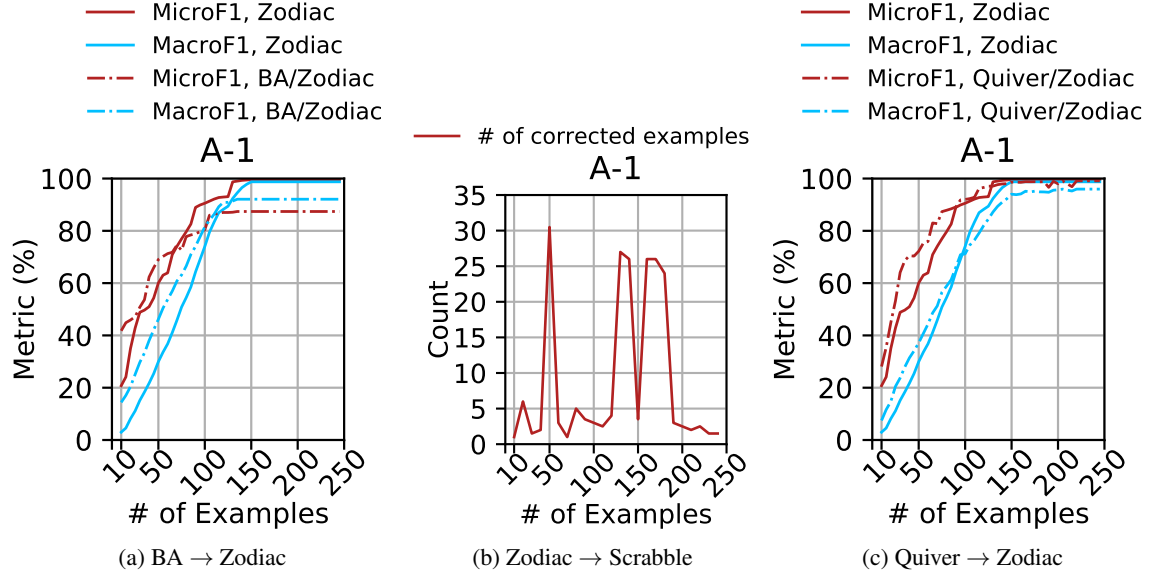 MicroF1, Zodiac
MacroF1, Zodiac
MicroF1, BA/Zodiac
MacroF1, BA/Zodiac
A-1
100
80
60
40
20
0
Metric (%)
10
50
100
150
200
250
# of Examples
(a) BA → Zodiac
# of corrected examples
A-1
35
30
25
20
15
10
5
0
Count
10
50
100
150
200
250
# of Examples
(b) Zodiac → Scrabble
MicroF1, Zodiac
MacroF1, Zodiac
MicroF1, Quiver/Zodiac
MacroF1, Quiver/Zodiac
A-1
100
80
60
40
20
0
Metric (%)
10
50
100
150
200
250
# of Examples
(c) Quiver → Zodiac